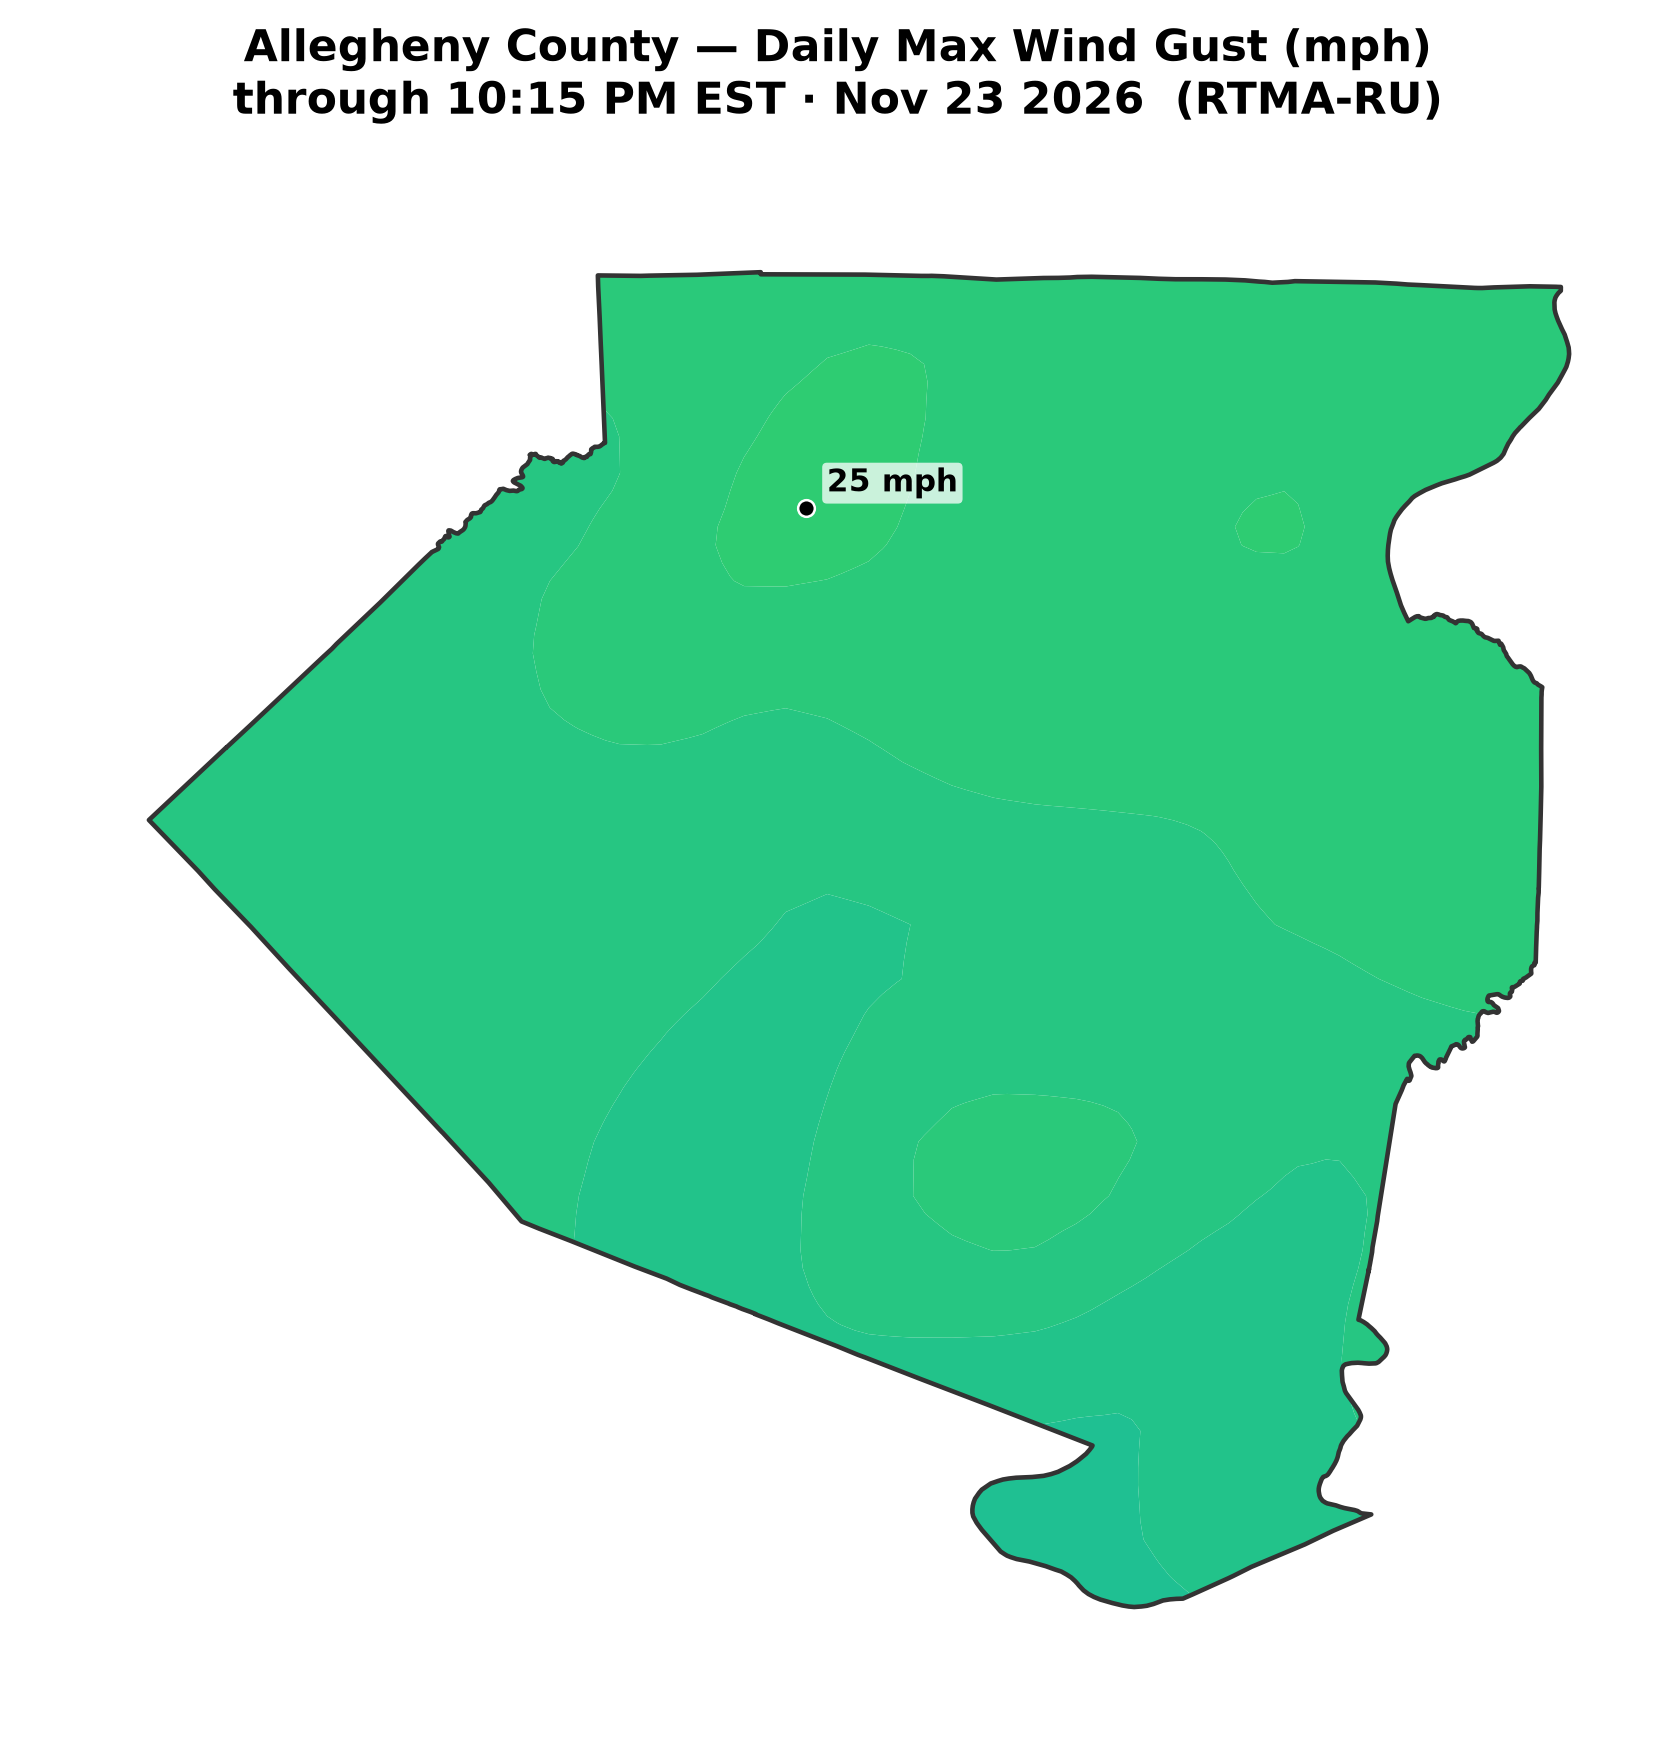 Allegheny County — Daily Max Wind Gust (mph)
through 10:15 PM EST · Nov 23 2026  (RTMA-RU)
25 mph